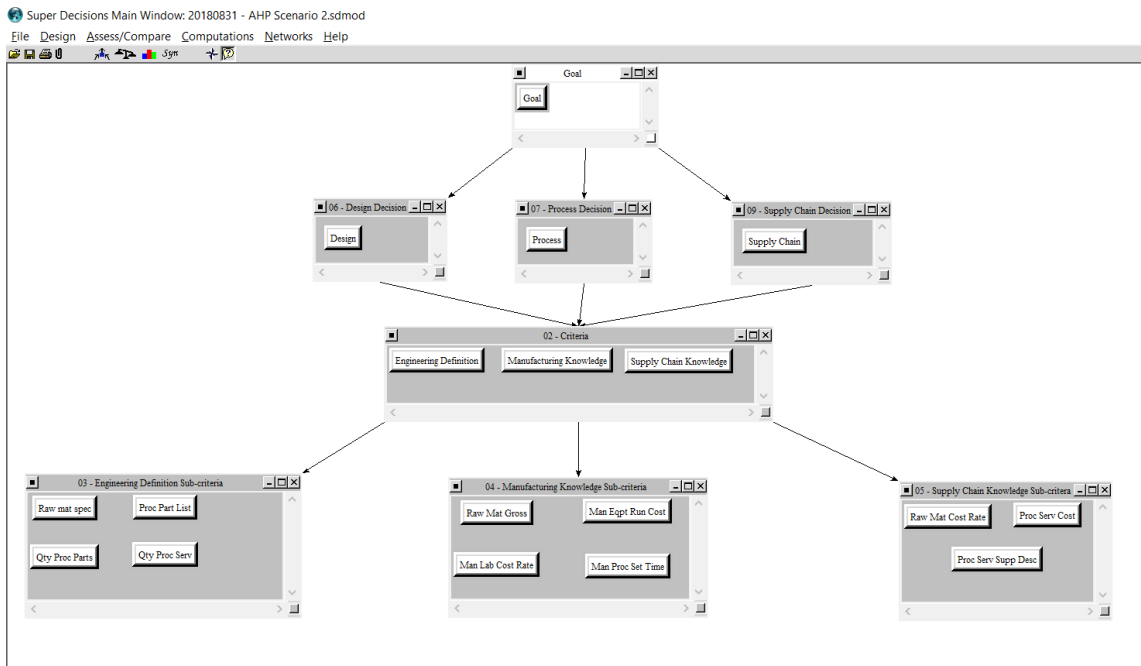 Super Decisions Main Window: 20180831 - AHP Scenario 2.sdmod
File Design Assess/Compare Computations Networks Help
Syn
Goal
Goal
06 - Design Decision
Design
07 - Process Decision
Process
09 - Supply Chain Decision
Supply Chain
02 - Criteria
Engineering Definition
Manufacturing Knowledge
Supply Chain Knowledge
03 - Engineering Definition Sub-criteria
Raw mat spec
Proc Part List
Qty Proc Parts
Qty Proc Serv
04 - Manufacturing Knowledge Sub-criteria
Raw Mat Gross
Man Eqpt Run Cost
Man Lab Cost Rate
Man Proc Set Time
05 - Supply Chain Knowledge Sub-critera
Raw Mat Cost Rate
Proc Serv Cost
Proc Serv Supp Desc